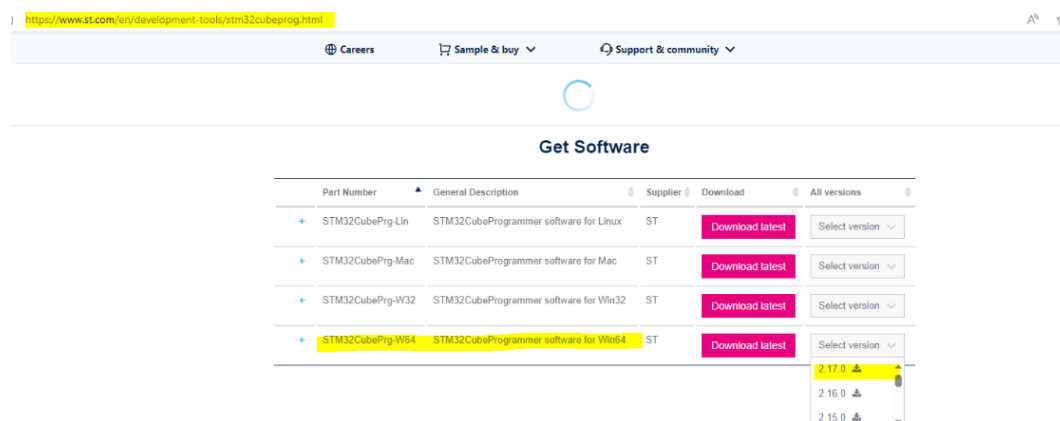 https://www.st.com/en/development-tools/stm32cubeprog.html
Careers Sample & buy Support & community
Get Software
Part Number General Description Supplier Download All versions
+ STM32CubePrg-Lin STM32CubeProgrammer software for Linux ST Download latest Select version
+ STM32CubePrg-Mac STM32CubeProgrammer software for Mac ST Download latest Select version
+ STM32CubePrg-W32 STM32CubeProgrammer software for Win32 ST Download latest Select version
+ STM32CubePrg-W64 STM32CubeProgrammer software for Win64 ST Download latest Select version
2.17.0
2.16.0
2.15.0